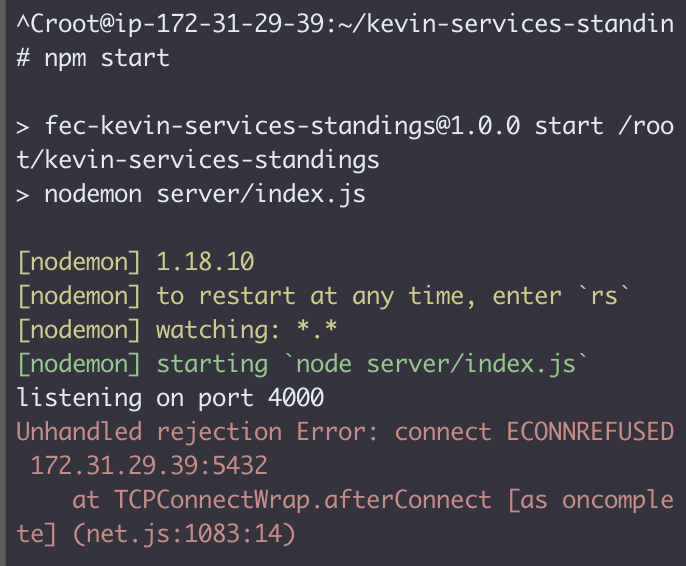 ^Croot@ip-172-31-29-39:~/kevin-services-standin
# npm start
> fec-kevin-services-standings@1.0.0 start /roo
t/kevin-services-standings
> nodemon server/index.js
[nodemon] 1.18.10
[nodemon] to restart at any time, enter `rs`
[nodemon] watching: *.*
[nodemon] starting `node server/index.js`
listening on port 4000
Unhandled rejection Error: connect ECONNREFUSED
 172.31.29.39:5432
    at TCPConnectWrap.afterConnect [as oncomple
te] (net.js:1083:14)